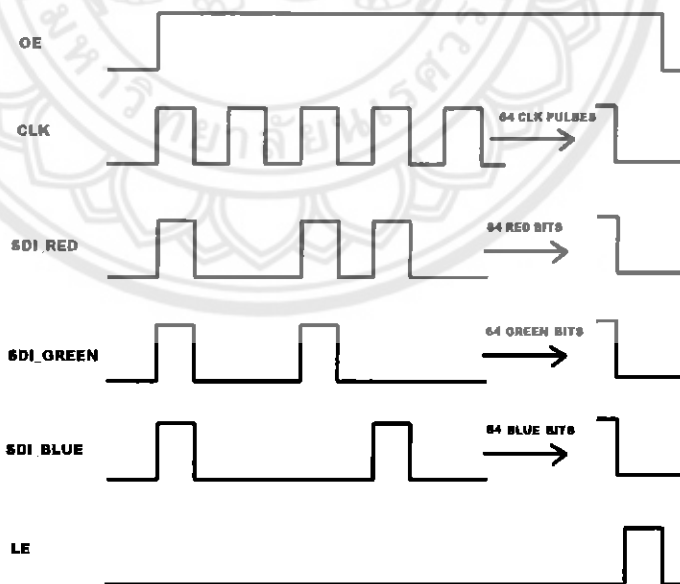 OE
CLK
64 CLK PULSES
SDI_RED
64 RED BITS
SDI_GREEN
64 GREEN BITS
SDI_BLUE
64 BLUE BITS
LE